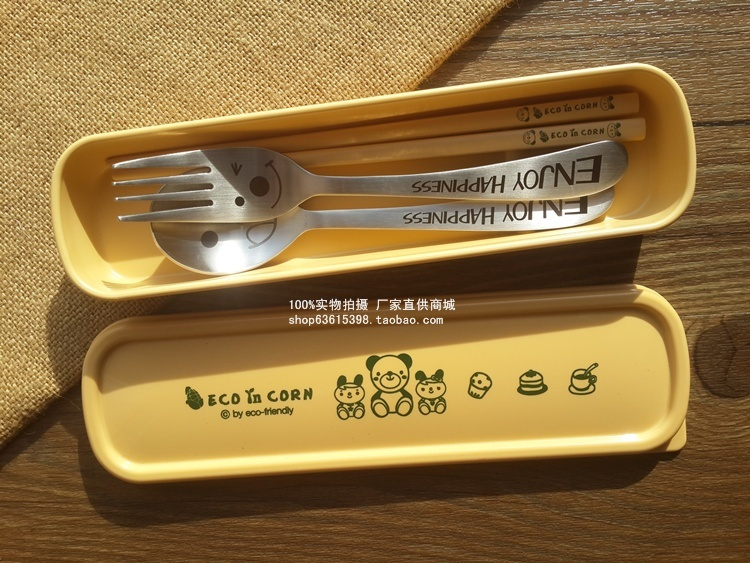 ECO in CORN
ECO in CORN
ENJOY HAPPINESS
ENJOY HAPPINESS
100%实物拍摄 厂家直供商城
shop63615398.taobao.com
ECO in CORN
© by eco-friendly